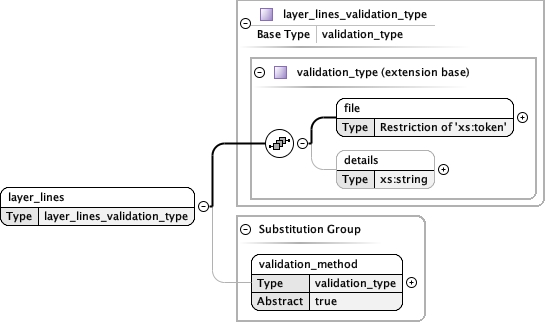 layer_lines_validation_type
Base Type validation_type
validation_type (extension base)
file
Type Restriction of 'xs:token'
details
Type xs:string
layer_lines
Type layer_lines_validation_type
Substitution Group
validation_method
Type validation_type
Abstract true